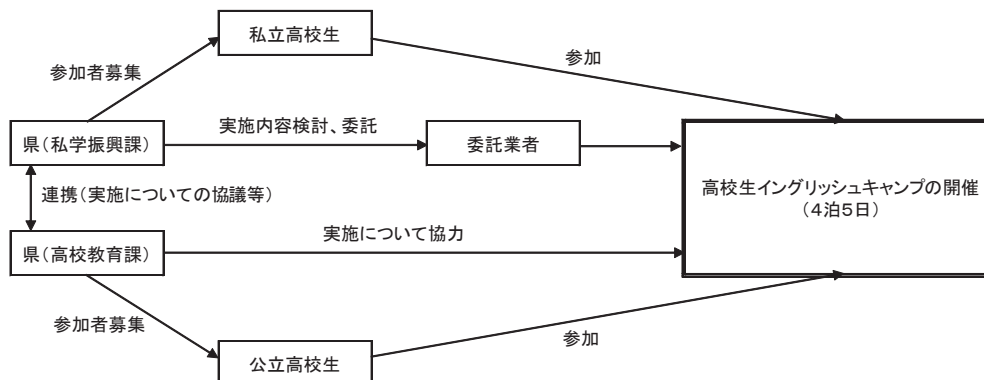 私立高校生
参加者募集
参加
県(私学振興課)
実施内容検討、委託
委託業者
連携(実施についての協議等)
高校生イングリッシュキャンプの開催
(4泊5日)
県(高校教育課)
実施について協力
参加者募集
公立高校生
参加